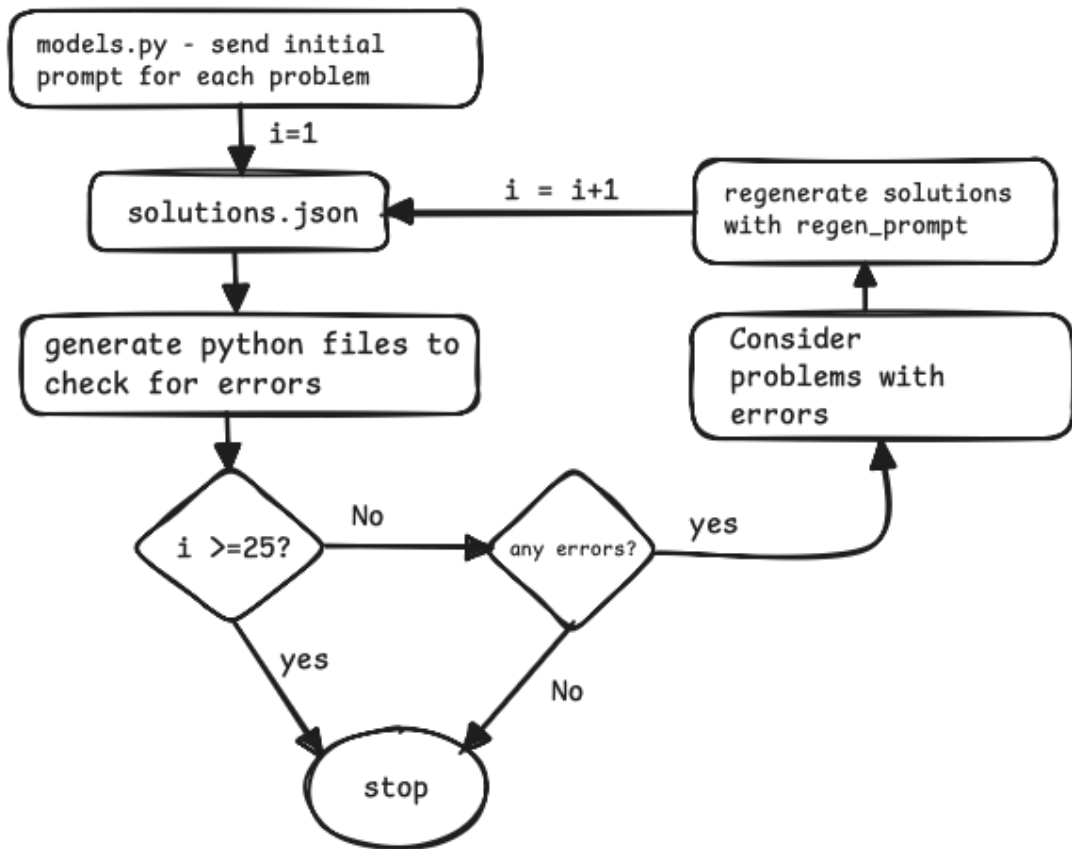 models.py - send initial
prompt for each problem
i=1
solutions.json
i = i+1
regenerate solutions
with regen_prompt
generate python files to
check for errors
Consider
problems with
errors
i >=25?
No
any errors?
yes
yes
No
stop